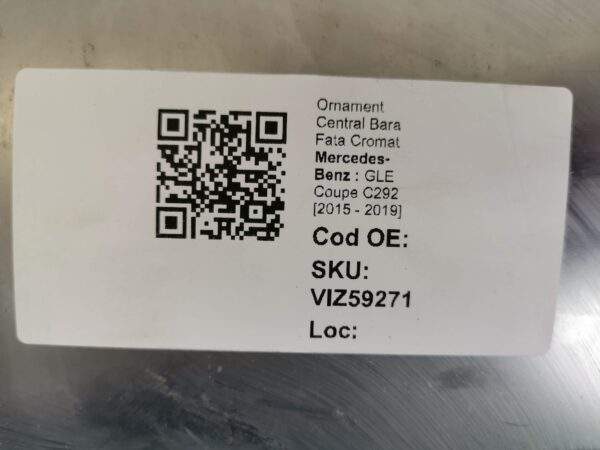 Ornament
Central Bara
Fata Cromat
Mercedes-
Benz : GLE
Coupe C292
[2015 - 2019]
Cod OE:
SKU:
VIZ59271
Loc: